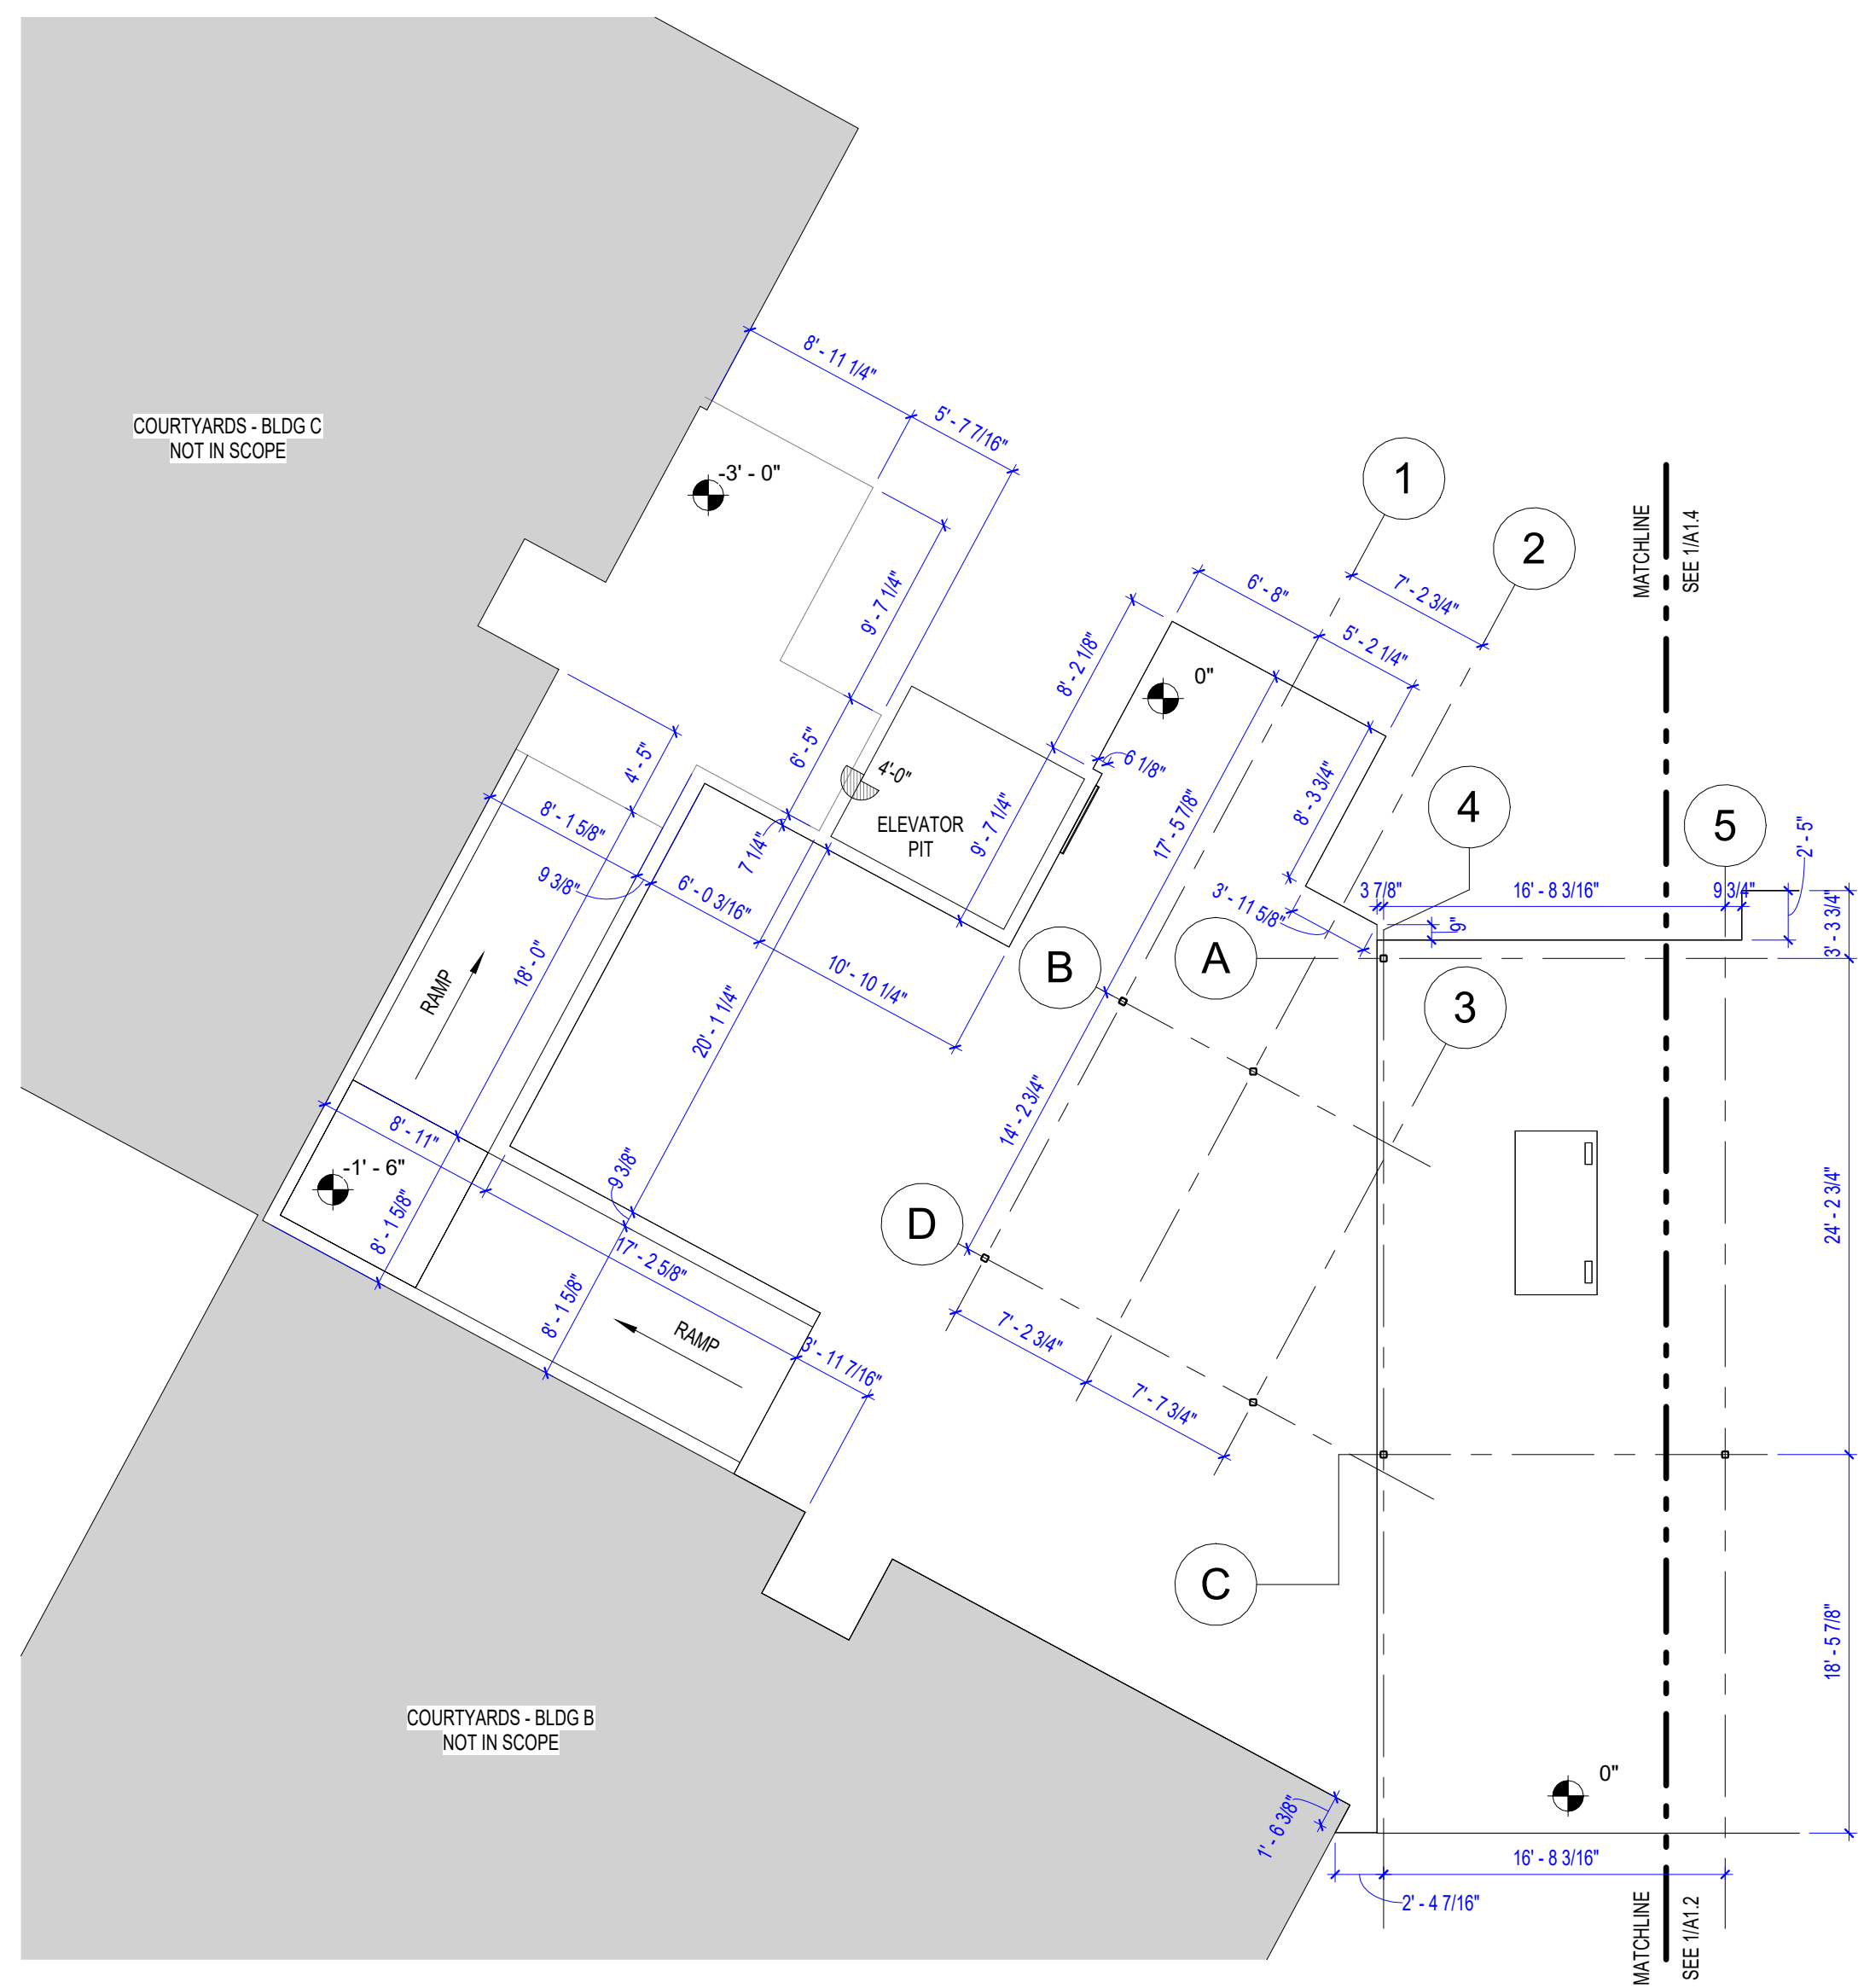 8' - 11 1/4"
5' - 7 7/16"
COURTYARDS - BLDG C
NOT IN SCOPE
-3' - 0"
1
2
MATCHLINE
SEE 1/A1.4
9' - 7 1/4"
6' - 8"
7' - 2 3/4"
5' - 2 1/4"
8' - 2 1/8"
0"
4' - 5"
6' - 5"
4'-0"
6 1/8"
8' - 3 3/4"
17' - 5 7/8"
4
5
2' - 5"
8' - 1 5/8"
7 1/4"
ELEVATOR
PIT
9' - 7 1/4"
9 3/8"
6' - 0 3/16"
3' - 11 5/8"
3 7/8"
16' - 8 3/16"
9 3/4"
9"
3' - 3 3/4"
B
A
3
18' - 0"
RAMP
10' - 10 1/4"
20' - 1 1/4"
14' - 2 3/4"
8' - 11"
-1' - 6"
9 3/8"
8' - 1 5/8"
D
24' - 2 3/4"
17' - 2 5/8"
8' - 1 5/8"
RAMP
3' - 11 7/16"
7' - 2 3/4"
7' - 7 3/4"
C
18' - 5 7/8"
COURTYARDS - BLDG B
NOT IN SCOPE
0"
1' - 6 3/8"
16' - 8 3/16"
2' - 4 7/16"
MATCHLINE
SEE 1/A1.2